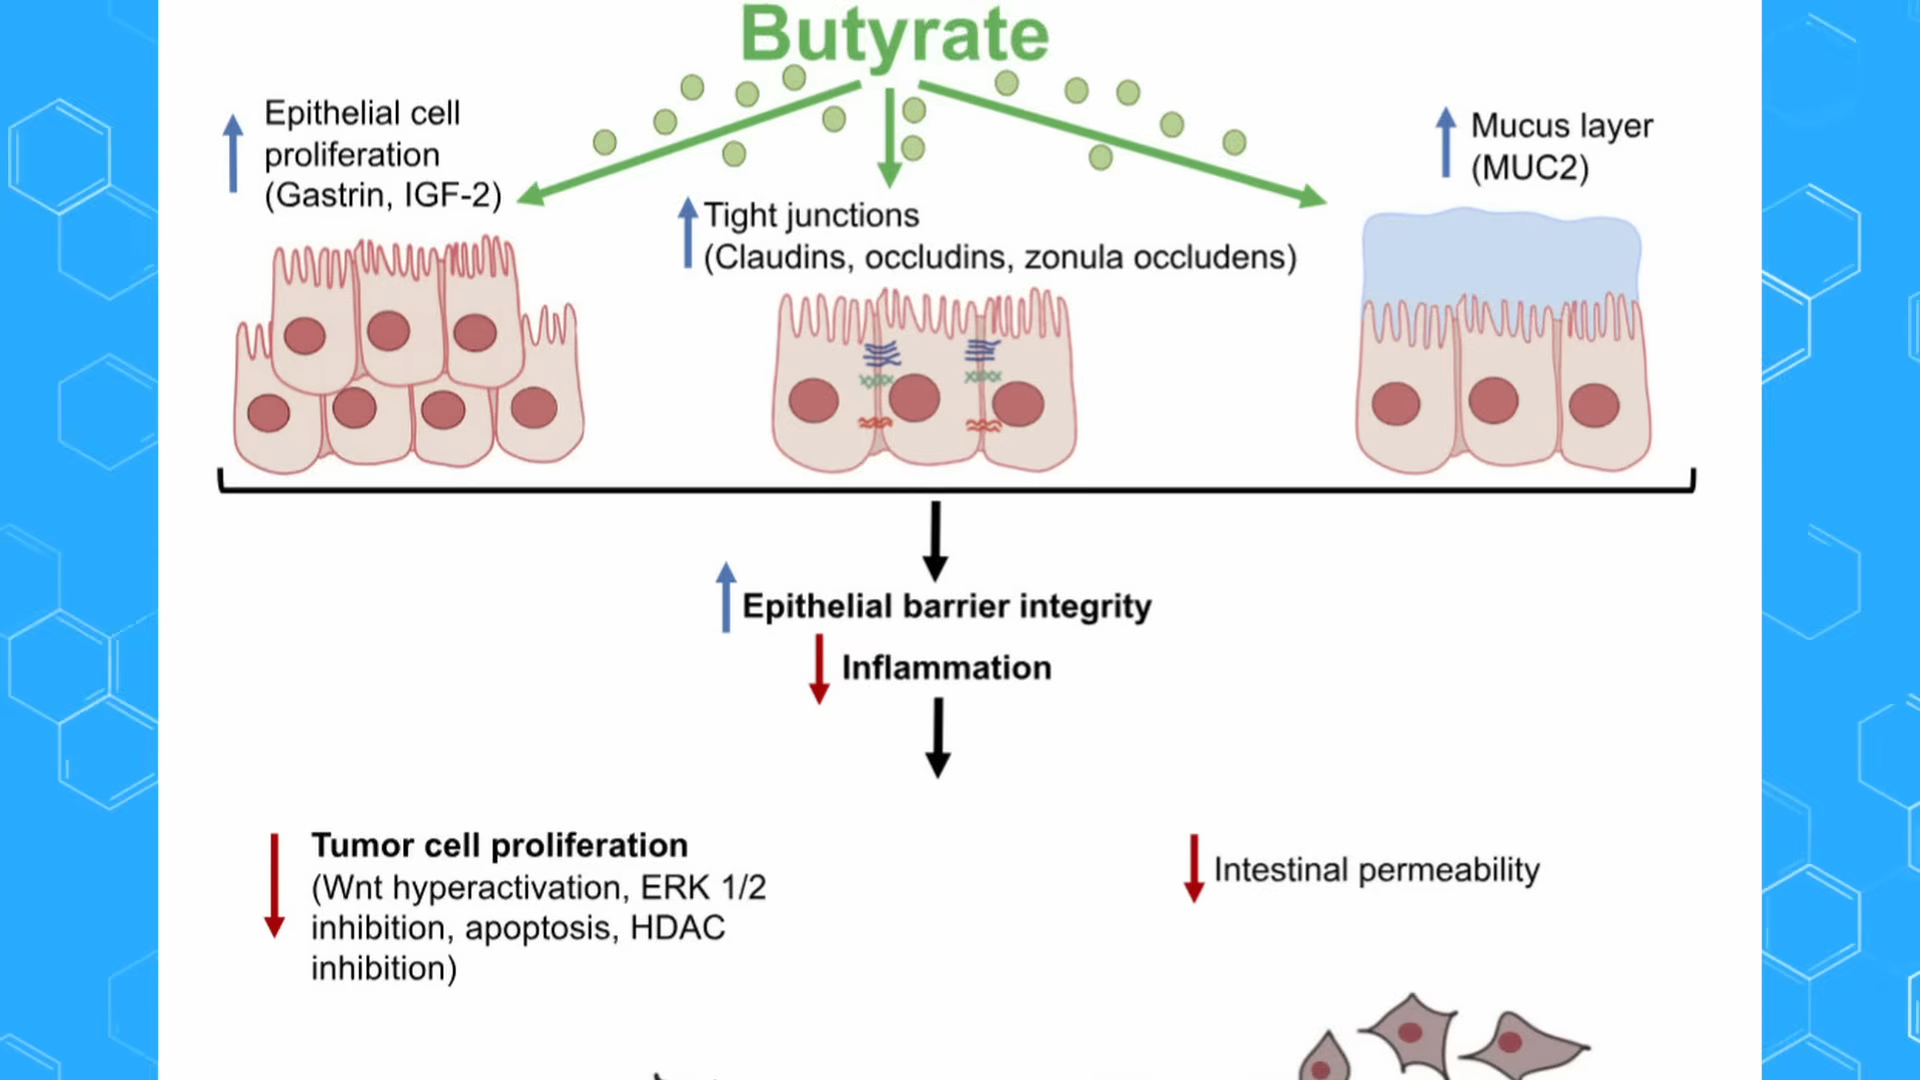 Butyrate
Epithelial cell
proliferation
(Gastrin, IGF-2)
Tight junctions
(Claudins, occludins, zonula occludens)
Mucus layer
(MUC2)
Epithelial barrier integrity
Inflammation
Tumor cell proliferation
(Wnt hyperactivation, ERK 1/2
inhibition, apoptosis, HDAC
inhibition)
Intestinal permeability